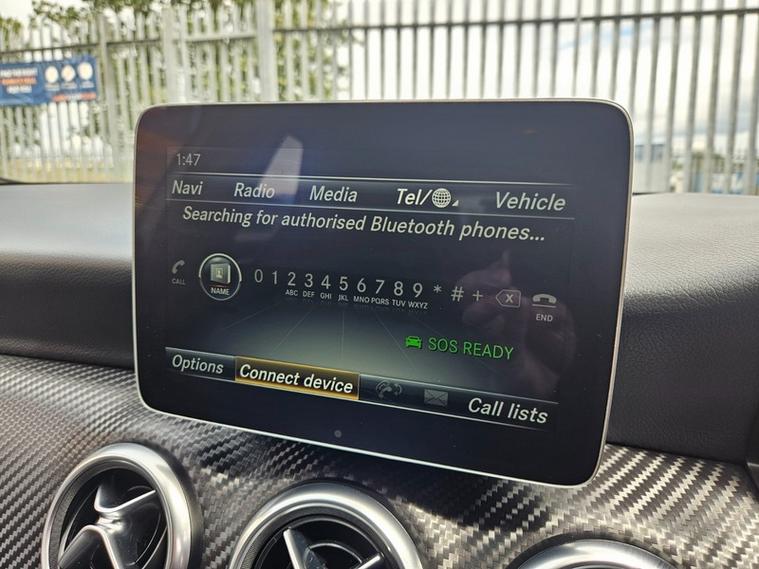 1:47
Navi Radio Media Tel/ Vehicle
Searching for authorised Bluetooth phones...
CALL NAME 0 1 2 3 4 5 6 7 8 9 * # + X END
ABC DEF GHI JKL MNO PQRS TUV WXYZ
SOS READY
Options Connect device Call lists